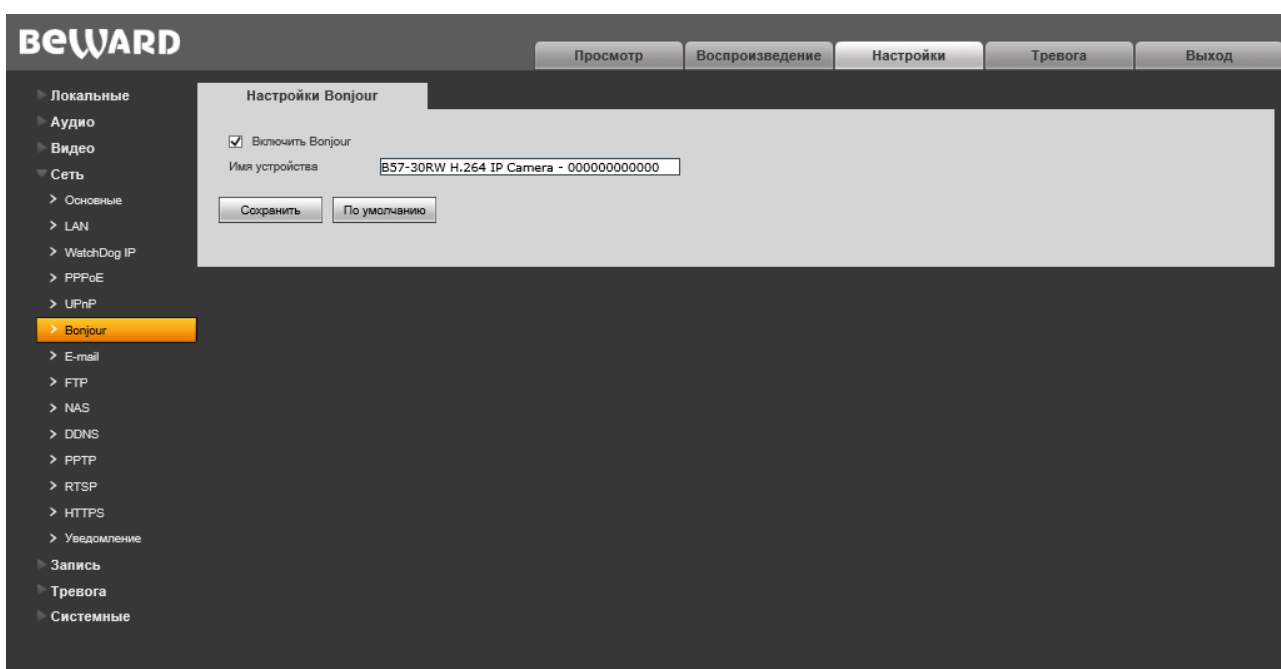 BEWARD
Просмотр
Воспроизведение
Настройки
Тревога
Выход
Локальные
Аудио
Видео
Сеть
> Основные
> LAN
> WatchDog IP
> PPPoE
> UPnP
> Bonjour
> E-mail
> FTP
> NAS
> DDNS
> PPTP
> RTSP
> HTTPS
> Уведомление
Запись
Тревога
Системные
Настройки Bonjour
Включить Bonjour
Имя устройства B57-30RW H.264 IP Camera - 000000000000
Сохранить По умолчанию